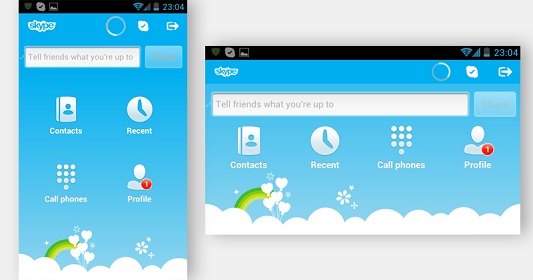 23:04
skype
Tell friends what you're up to
Share
Contacts
Recent
Call phones
1
Profile
23:04
skype
Tell friends what you're up to
Share
Contacts
Recent
Call phones
1
Profile